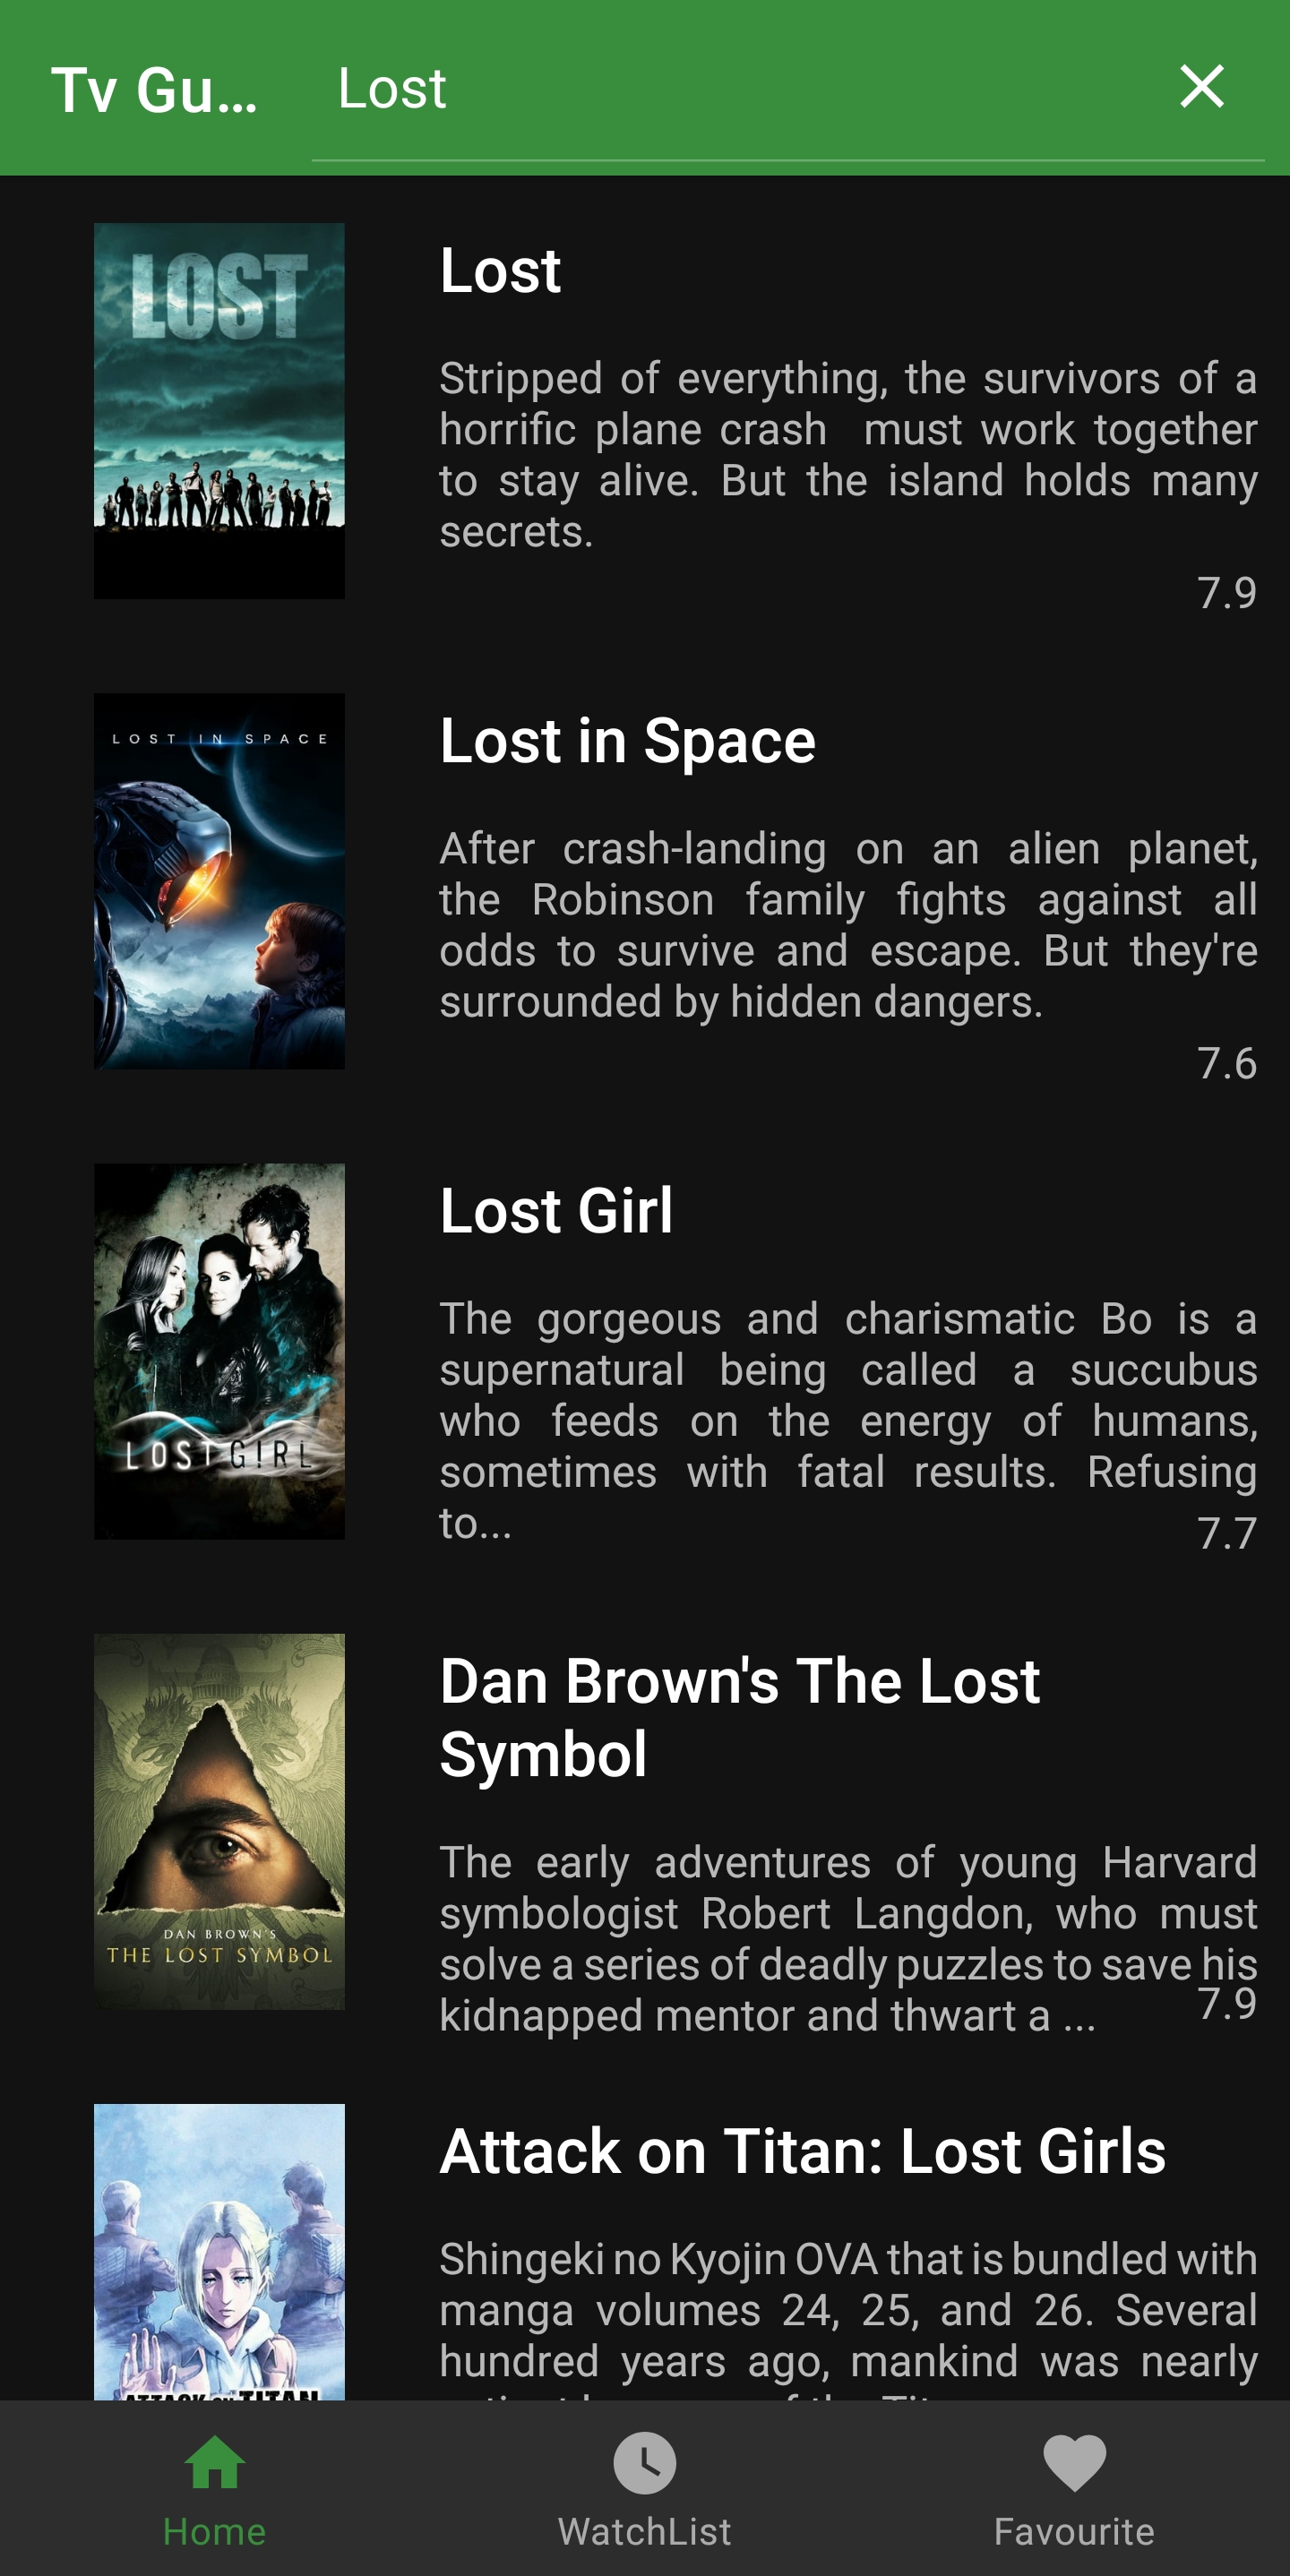 Tv Gu...
Lost
LOST
Lost
Stripped of everything, the survivors of a
horrific plane crash  must work together
to stay alive. But the island holds many
secrets.
7.9
LOST IN SPACE
Lost in Space
After crash-landing on an alien planet,
the Robinson family fights against all
odds to survive and escape. But they're
surrounded by hidden dangers.
7.6
LOST GIRL
Lost Girl
The gorgeous and charismatic Bo is a
supernatural being called a succubus
who feeds on the energy of humans,
sometimes with fatal results. Refusing
to...
7.7
DAN BROWN'S
THE LOST SYMBOL
Dan Brown's The Lost
Symbol
The early adventures of young Harvard
symbologist Robert Langdon, who must
solve a series of deadly puzzles to save his
kidnapped mentor and thwart a ...
7.9
ATTACK ON TITAN
Attack on Titan: Lost Girls
Shingeki no Kyojin OVA that is bundled with
manga volumes 24, 25, and 26. Several
hundred years ago, mankind was nearly
Home
WatchList
Favourite